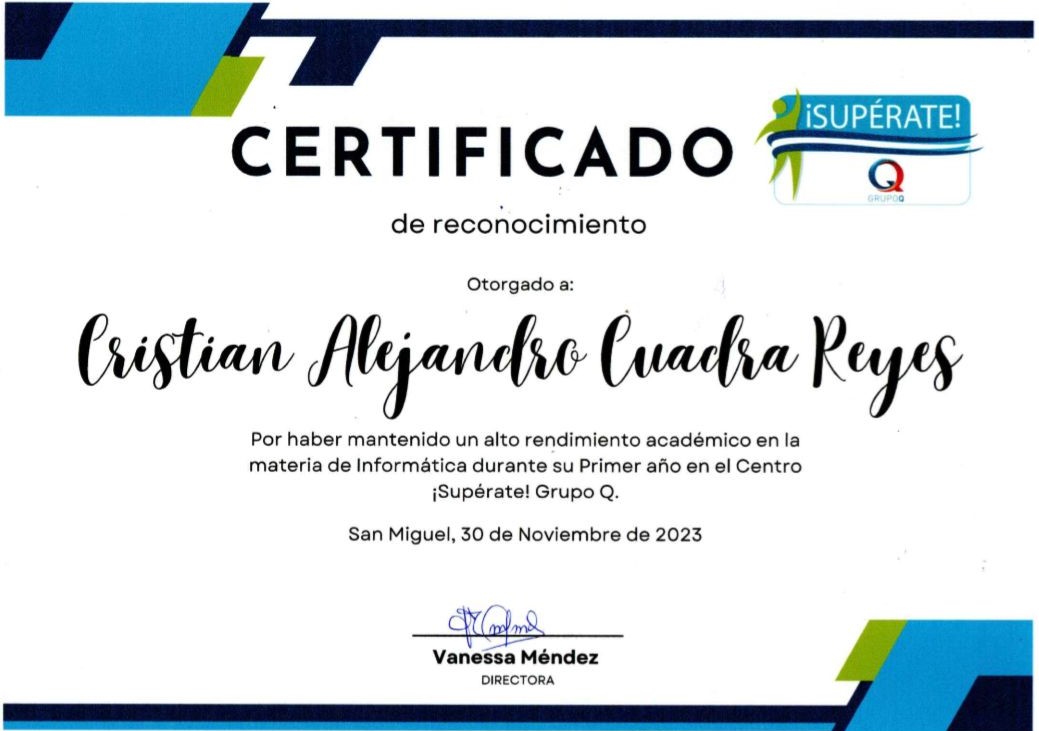 CERTIFICADO
¡SUPÉRATE!
GRUPOQ
de reconocimiento
Otorgado a:
Cristian Alejandro Cuadra Reyes
Por haber mantenido un alto rendimiento académico en la
materia de Informática durante su Primer año en el Centro
¡Supérate! Grupo Q.
San Miguel, 30 de Noviembre de 2023
Vanessa Méndez
DIRECTORA